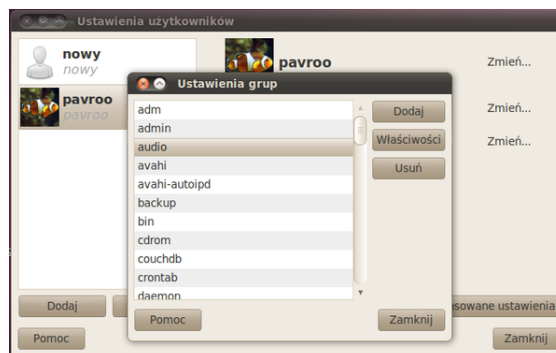 Ustawienia użytkowników
nowy
nowy
pavroo
pavroo
pavroo
Zmień...
Zmień...
Zmień...
Ustawienia grup
adm
admin
audio
avahi
avahi-autoipd
backup
bin
cdrom
couchdb
crontab
daemon
Dodaj
Właściwości
Usuń
Pomoc
Zamknij
Dodaj
ustawienia
Pomoc
Zamknij